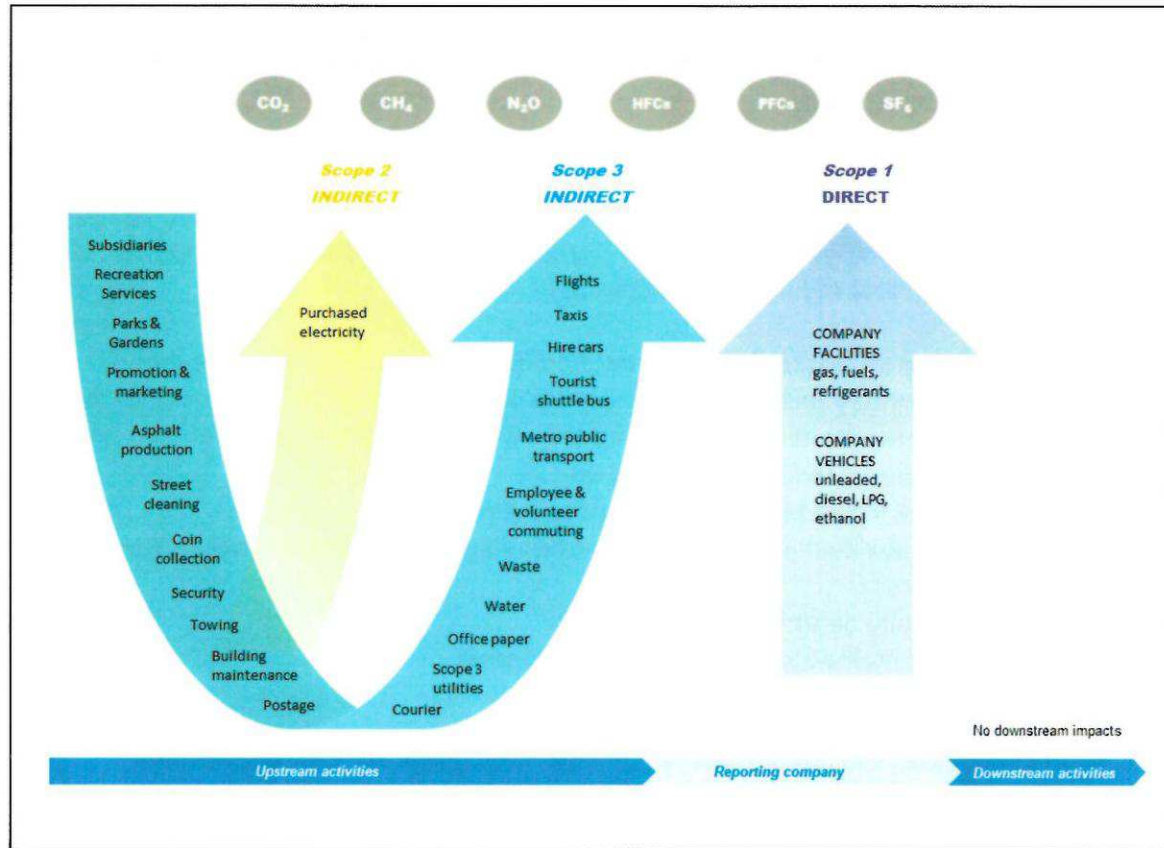 CO₂
CH₄
N₂O
HFCs
PFCs
SF₆
Scope 2
INDIRECT
Scope 3
INDIRECT
Scope 1
DIRECT
Subsidiaries
Recreation
Services
Parks &
Gardens
Promotion &
marketing
Asphalt
production
Street
cleaning
Coin
collection
Security
Towing
Building
maintenance
Postage
Purchased
electricity
Flights
Taxis
Hire cars
Tourist
shuttle bus
Metro public
transport
Employee &
volunteer
commuting
Waste
Water
Office paper
Scope 3
utilities
Courier
COMPANY
FACILITIES
gas, fuels,
refrigerants
COMPANY
VEHICLES
unleaded,
diesel, LPG,
ethanol
No downstream impacts
Upstream activities
Reporting company
Downstream activities